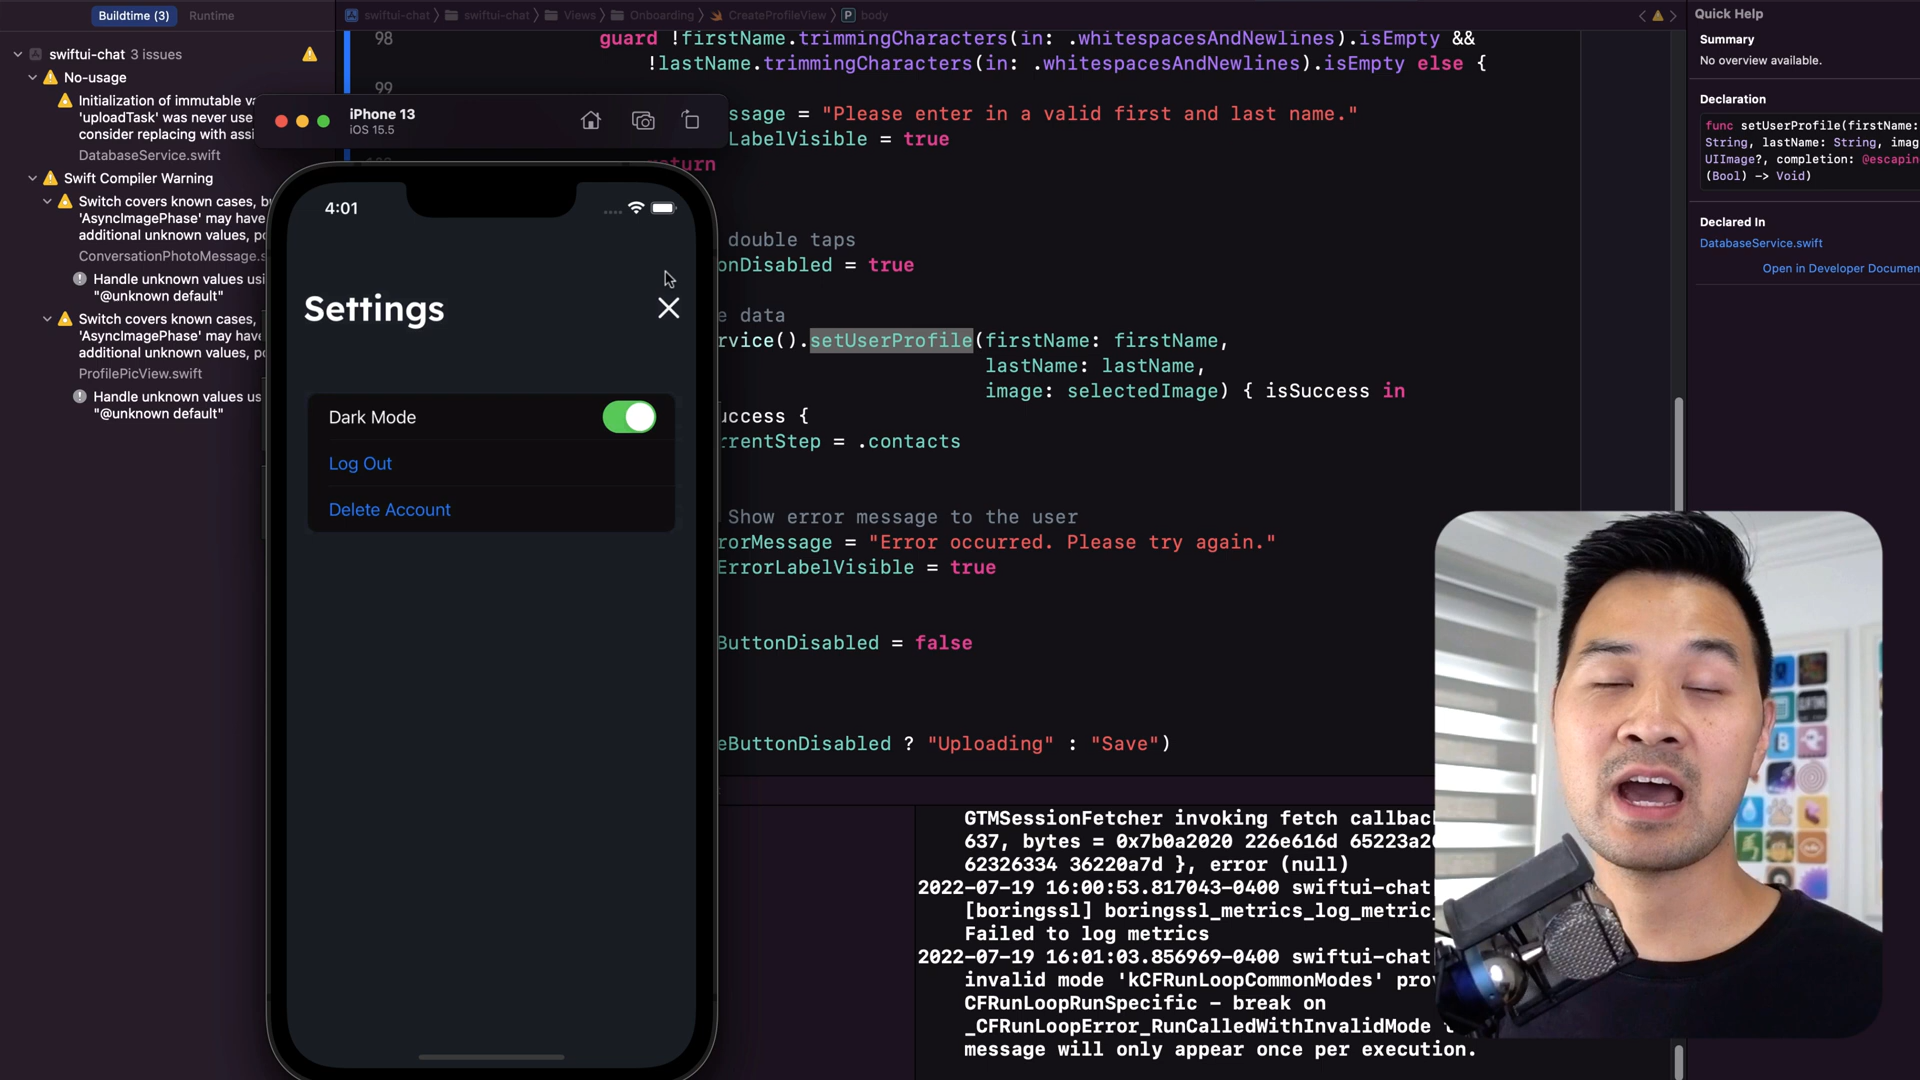 Buildtime (3)
Runtime
swiftui-chat 3 issues
No-usage
Initialization of immutable va
'uploadTask' was never use
consider replacing with assi
DatabaseService.swift
Swift Compiler Warning
Switch covers known cases, b
'AsyncImagePhase' may have
additional unknown values, po
ConversationPhotoMessage.s
Handle unknown values usi
"@unknown default"
Switch covers known cases,
'AsyncImagePhase' may have
additional unknown values, p
ProfilePicView.swift
Handle unknown values us
"@unknown default"
iPhone 13
iOS 15.5
4:01
Settings
Dark Mode
Log Out
Delete Account
swiftui-chat
swiftui-chat
Views
Onboarding
CreateProfileView
P body
98
guard !firstName.trimmingCharacters(in: .whitespacesAndNewlines).isEmpty &&
!lastName.trimmingCharacters(in: .whitespacesAndNewlines).isEmpty else {
99
ssage = "Please enter in a valid first and last name."
LabelVisible = true
return
double taps
onDisabled = true
e data
rvice().setUserProfile(firstName: firstName,
lastName: lastName,
image: selectedImage) { isSuccess in
uccess {
rrentStep = .contacts
Show error message to the user
rorMessage = "Error occurred. Please try again."
ErrorLabelVisible = true
ButtonDisabled = false
eButtonDisabled ? "Uploading" : "Save")
GTMSessionFetcher invoking fetch callbac
637, bytes = 0x7b0a2020 226e616d 65223a20
62326334 36220a7d }, error (null)
2022-07-19 16:00:53.817043-0400 swiftui-chat
[boringssl] boringssl_metrics_log_metric_
Failed to log metrics
2022-07-19 16:01:03.856969-0400 swiftui-chat
invalid mode 'kCFRunLoopCommonModes' prov
CFRunLoopRunSpecific - break on
_CFRunLoopError_RunCalledWithInvalidMode t
message will only appear once per execution.
Quick Help
Summary
No overview available.
Declaration
func setUserProfile(firstName:
String, lastName: String, imag
UIImage?, completion: @escapin
(Bool) -> Void)
Declared In
DatabaseService.swift
Open in Developer Documen